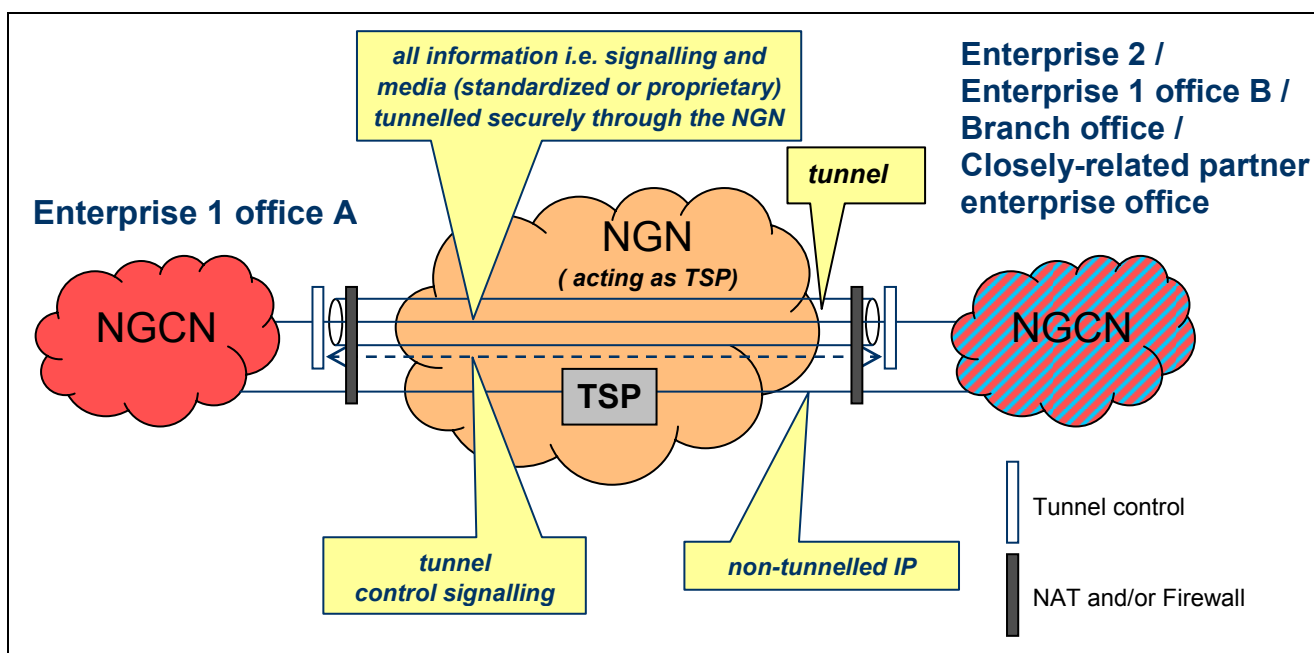 all information i.e. signalling and
media (standardized or proprietary)
tunnelled securely through the NGN
Enterprise 2 /
Enterprise 1 office B /
Branch office /
Closely-related partner
enterprise office
tunnel
Enterprise 1 office A
NGN
( acting as TSP)
NGCN
NGCN
TSP
tunnel
control signalling
non-tunnelled IP
Tunnel control
NAT and/or Firewall